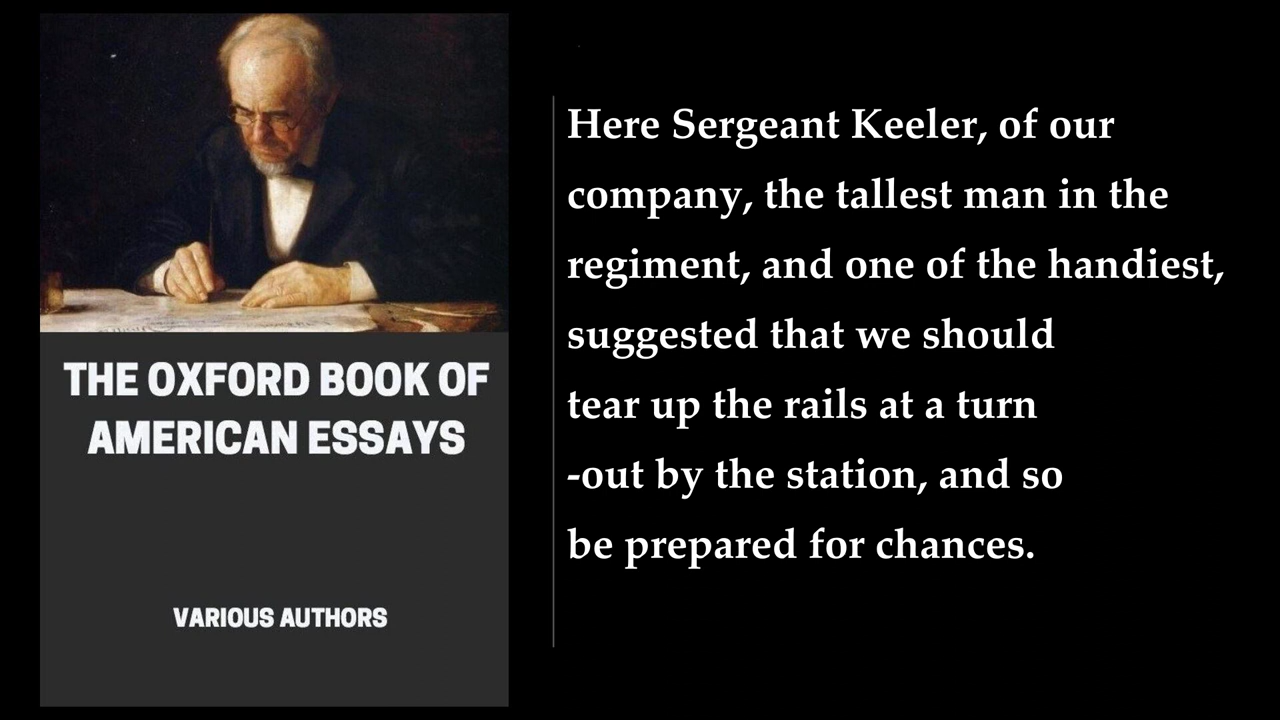 THE OXFORD BOOK OF
AMERICAN ESSAYS
VARIOUS AUTHORS
Here Sergeant Keeler, of our
company, the tallest man in the
regiment, and one of the handiest,
suggested that we should
tear up the rails at a turn
-out by the station, and so
be prepared for chances.